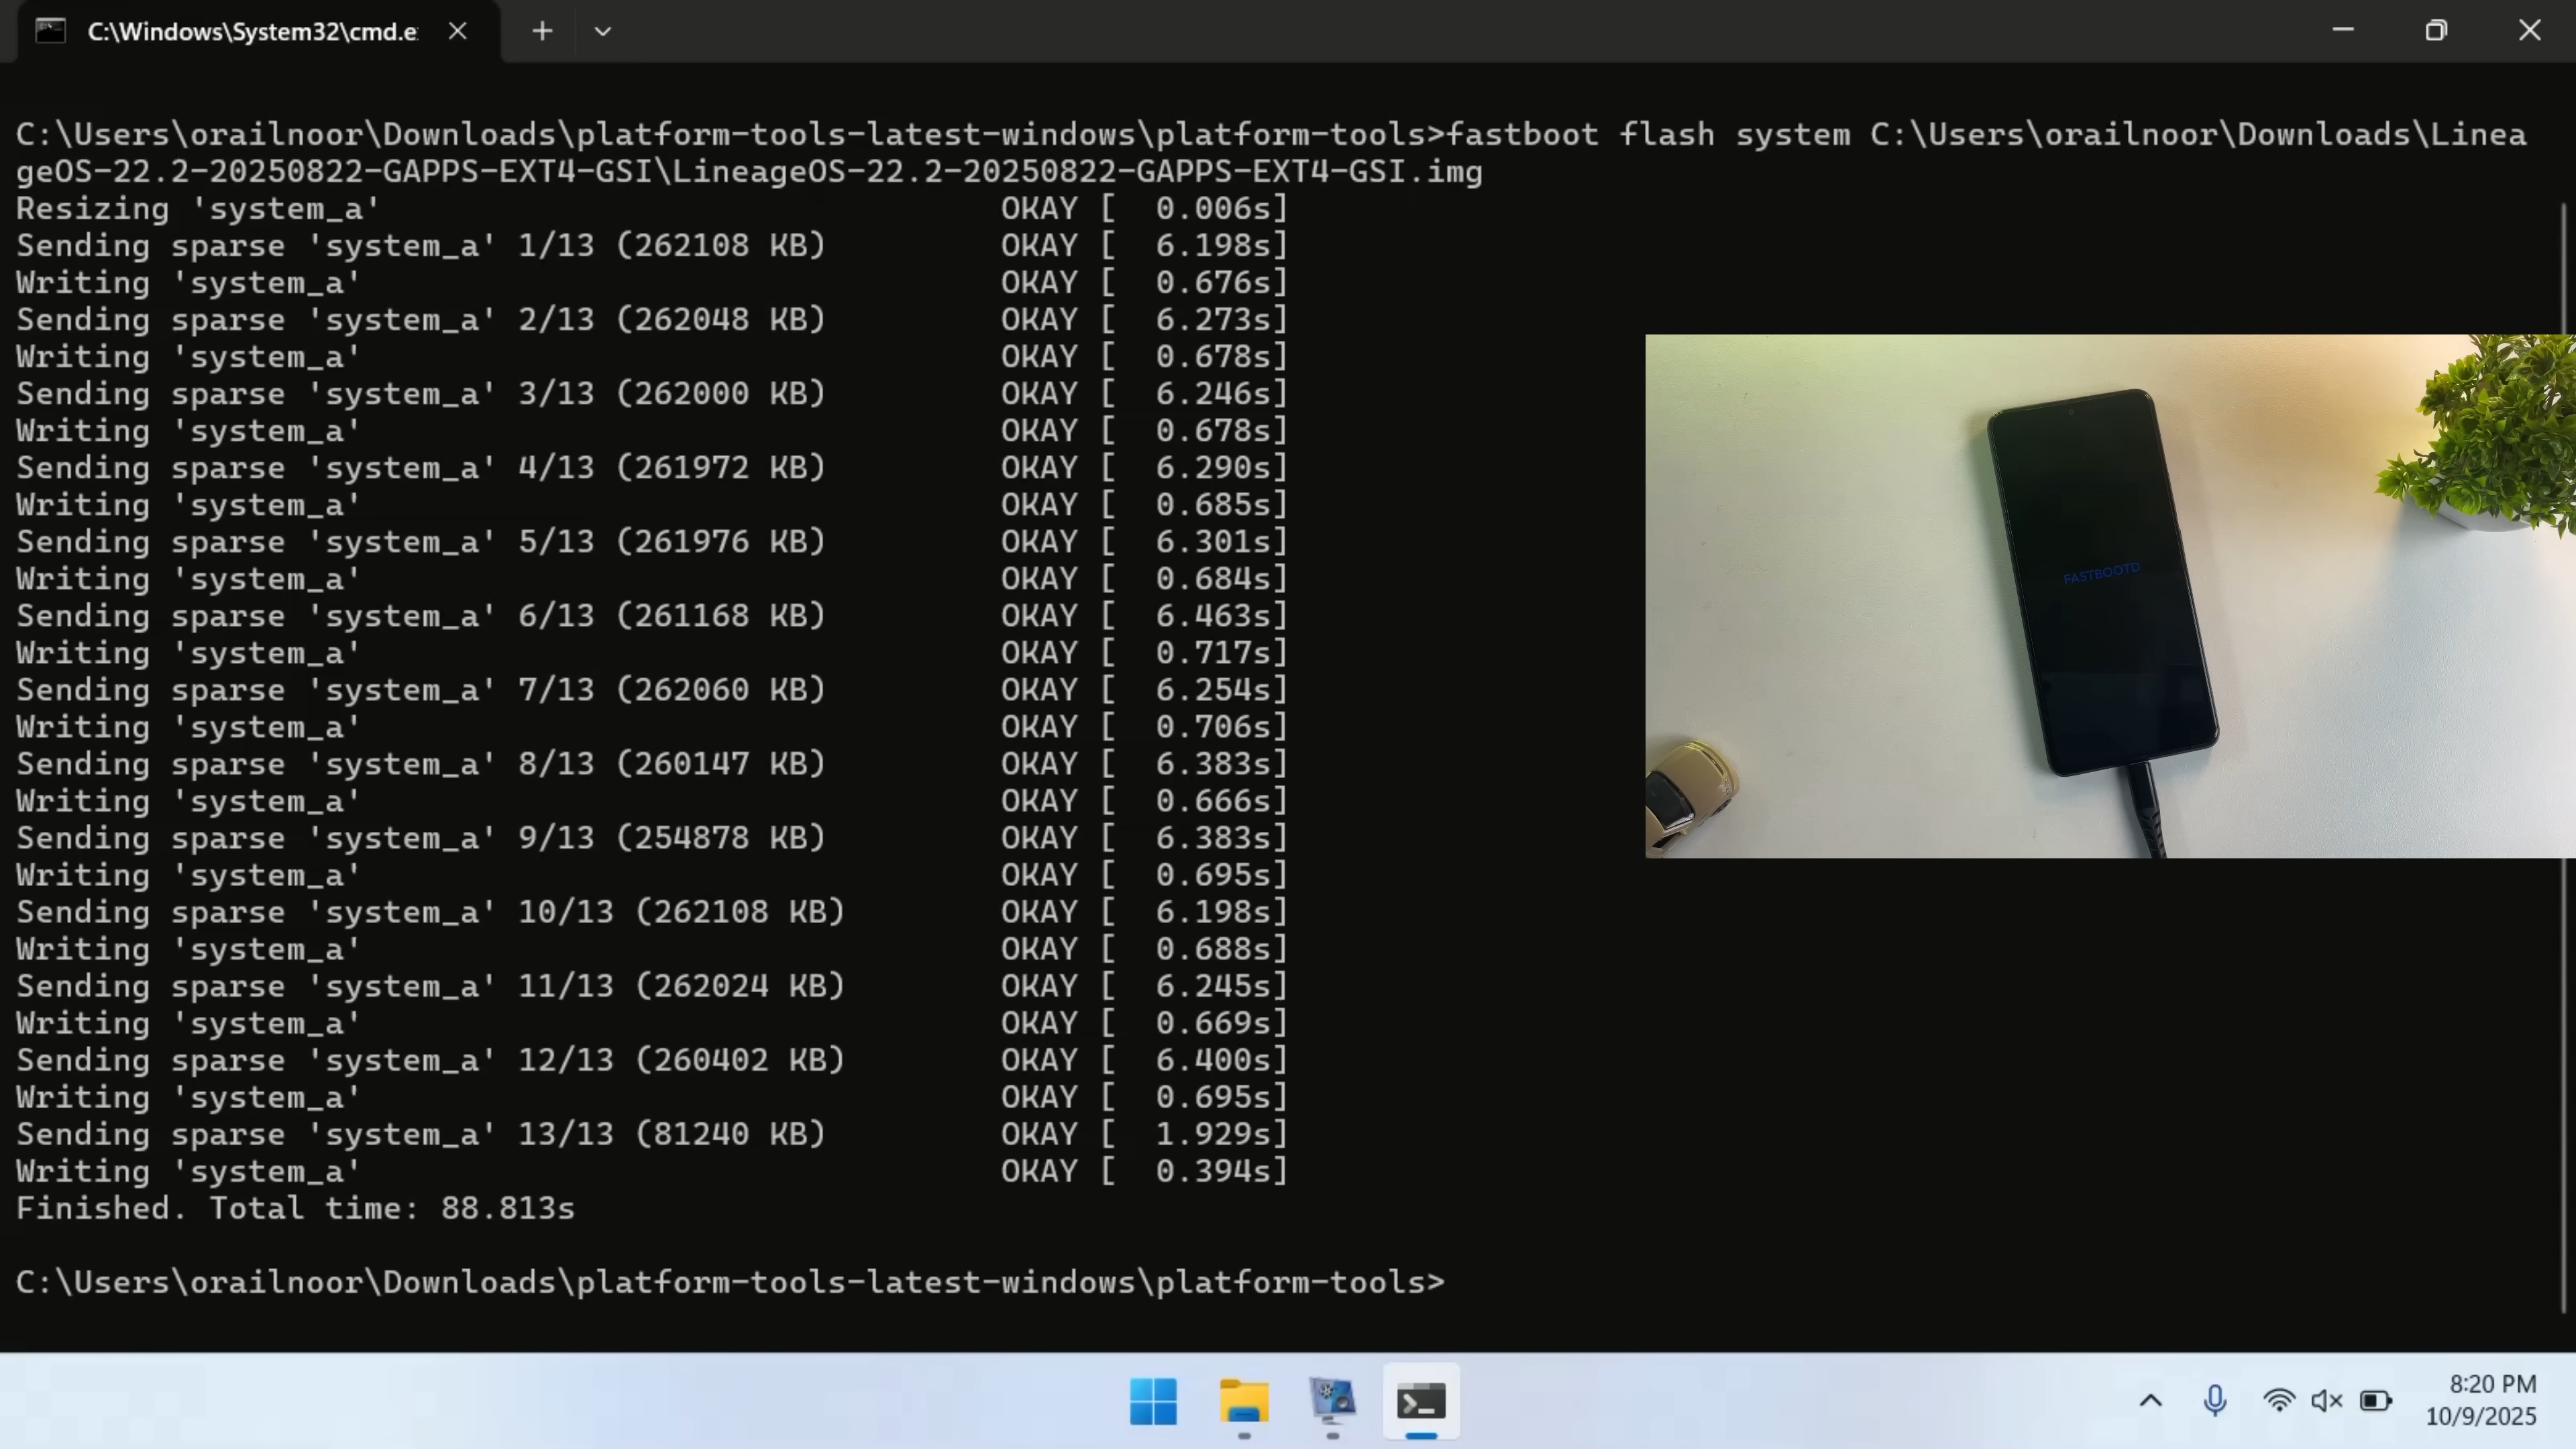 C:\Windows\System32\cmd.e
C:\Users\orailnoor\Downloads\platform-tools-latest-windows\platform-tools>fastboot flash system C:\Users\orailnoor\Downloads\Linea
geOS-22.2-20250822-GAPPS-EXT4-GSI\LineageOS-22.2-20250822-GAPPS-EXT4-GSI.img
Resizing 'system_a' OKAY [ 0.006s]
Sending sparse 'system_a' 1/13 (262108 KB) OKAY [ 6.198s]
Writing 'system_a' OKAY [ 0.676s]
Sending sparse 'system_a' 2/13 (262048 KB) OKAY [ 6.273s]
Writing 'system_a' OKAY [ 0.678s]
Sending sparse 'system_a' 3/13 (262000 KB) OKAY [ 6.246s]
Writing 'system_a' OKAY [ 0.678s]
Sending sparse 'system_a' 4/13 (261972 KB) OKAY [ 6.290s]
Writing 'system_a' OKAY [ 0.685s]
Sending sparse 'system_a' 5/13 (261976 KB) OKAY [ 6.301s]
Writing 'system_a' OKAY [ 0.684s]
Sending sparse 'system_a' 6/13 (261168 KB) OKAY [ 6.463s]
Writing 'system_a' OKAY [ 0.717s]
Sending sparse 'system_a' 7/13 (262060 KB) OKAY [ 6.254s]
Writing 'system_a' OKAY [ 0.706s]
Sending sparse 'system_a' 8/13 (260147 KB) OKAY [ 6.383s]
Writing 'system_a' OKAY [ 0.666s]
Sending sparse 'system_a' 9/13 (254878 KB) OKAY [ 6.383s]
Writing 'system_a' OKAY [ 0.695s]
Sending sparse 'system_a' 10/13 (262108 KB) OKAY [ 6.198s]
Writing 'system_a' OKAY [ 0.688s]
Sending sparse 'system_a' 11/13 (262024 KB) OKAY [ 6.245s]
Writing 'system_a' OKAY [ 0.669s]
Sending sparse 'system_a' 12/13 (260402 KB) OKAY [ 6.400s]
Writing 'system_a' OKAY [ 0.695s]
Sending sparse 'system_a' 13/13 (81240 KB) OKAY [ 1.929s]
Writing 'system_a' OKAY [ 0.394s]
Finished. Total time: 88.813s
C:\Users\orailnoor\Downloads\platform-tools-latest-windows\platform-tools>
FASTBOOTD
8:20 PM
10/9/2025